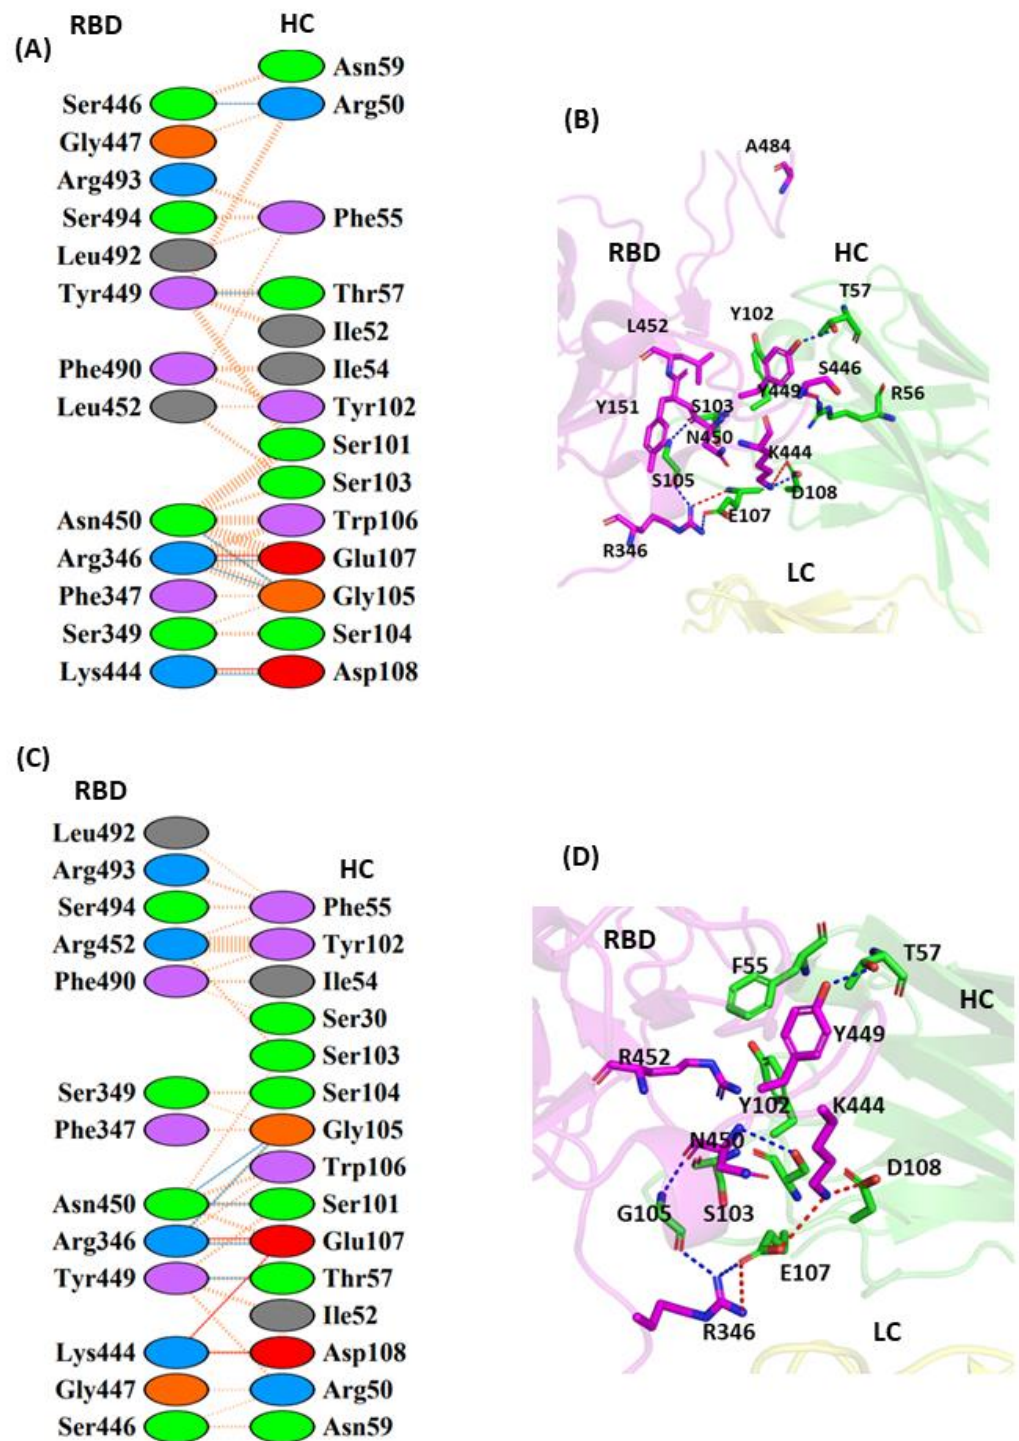 (A)
RBD HC
Asn59
Ser446 Arg50
Gly447
Arg493
Ser494 Phe55
Leu492
Tyr449 Thr57
Ile52
Phe490 Ile54
Leu452 Tyr102
Ser101
Ser103
Asn450 Trp106
Arg346 Glu107
Phe347 Gly105
Ser349 Ser104
Lys444 Asp108
(B)
A484
RBD HC
T57
Y102
L452
S446
R56
Y449
Y151
S103
N450
K444
S105
D108
E107
R346
LC
(C)
RBD
Leu492
HC
Arg493
Ser494 Phe55
Arg452 Tyr102
Phe490 Ile54
Ser30
Ser103
Ser349 Ser104
Phe347 Gly105
Trp106
Asn450 Ser101
Arg346 Glu107
Tyr449 Thr57
Ile52
Lys444 Asp108
Gly447 Arg50
Ser446 Asn59
(D)
RBD
F55
T57
HC
Y449
R452
Y102
K444
N450
D108
G105
S103
E107
R346
LC